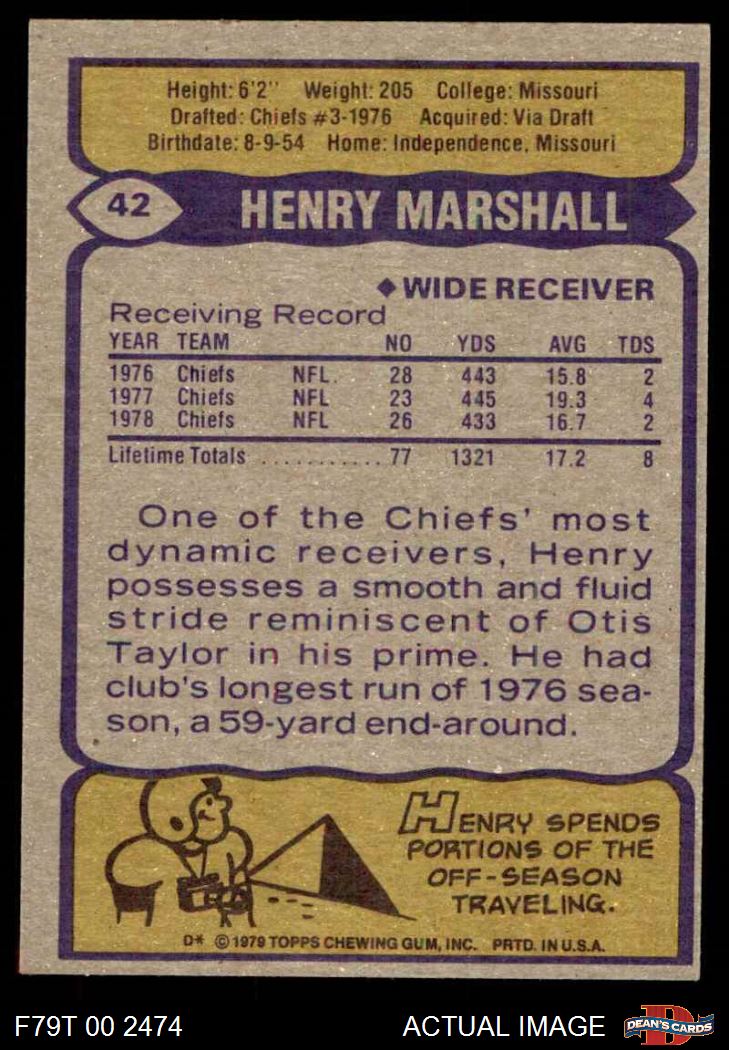 Height: 6'2" Weight: 205 College: Missouri
Drafted: Chiefs #3-1976 Acquired: Via Draft
Birthdate: 8-9-54 Home: Independence, Missouri
42 HENRY MARSHALL
◆WIDE RECEIVER
Receiving Record
YEAR TEAM NO YDS AVG TDS
1976 Chiefs NFL. 28 443 15.8 2
1977 Chiefs NFL 23 445 19.3 4
1978 Chiefs NFL 26 433 16.7 2
Lifetime Totals ........... 77 1321 17.2 8
One of the Chiefs' most
dynamic receivers, Henry
possesses a smooth and fluid
stride reminiscent of Otis
Taylor in his prime. He had
club's longest run of 1976 sea-
son, a 59-yard end-around.
HENRY SPENDS
PORTIONS OF THE
OFF-SEASON
TRAVELING.
D* © 1979 TOPPS CHEWING GUM, INC. PRTD. IN U.S.A.
F79T 00 2474 ACTUAL IMAGE D DEAN'S CARDS